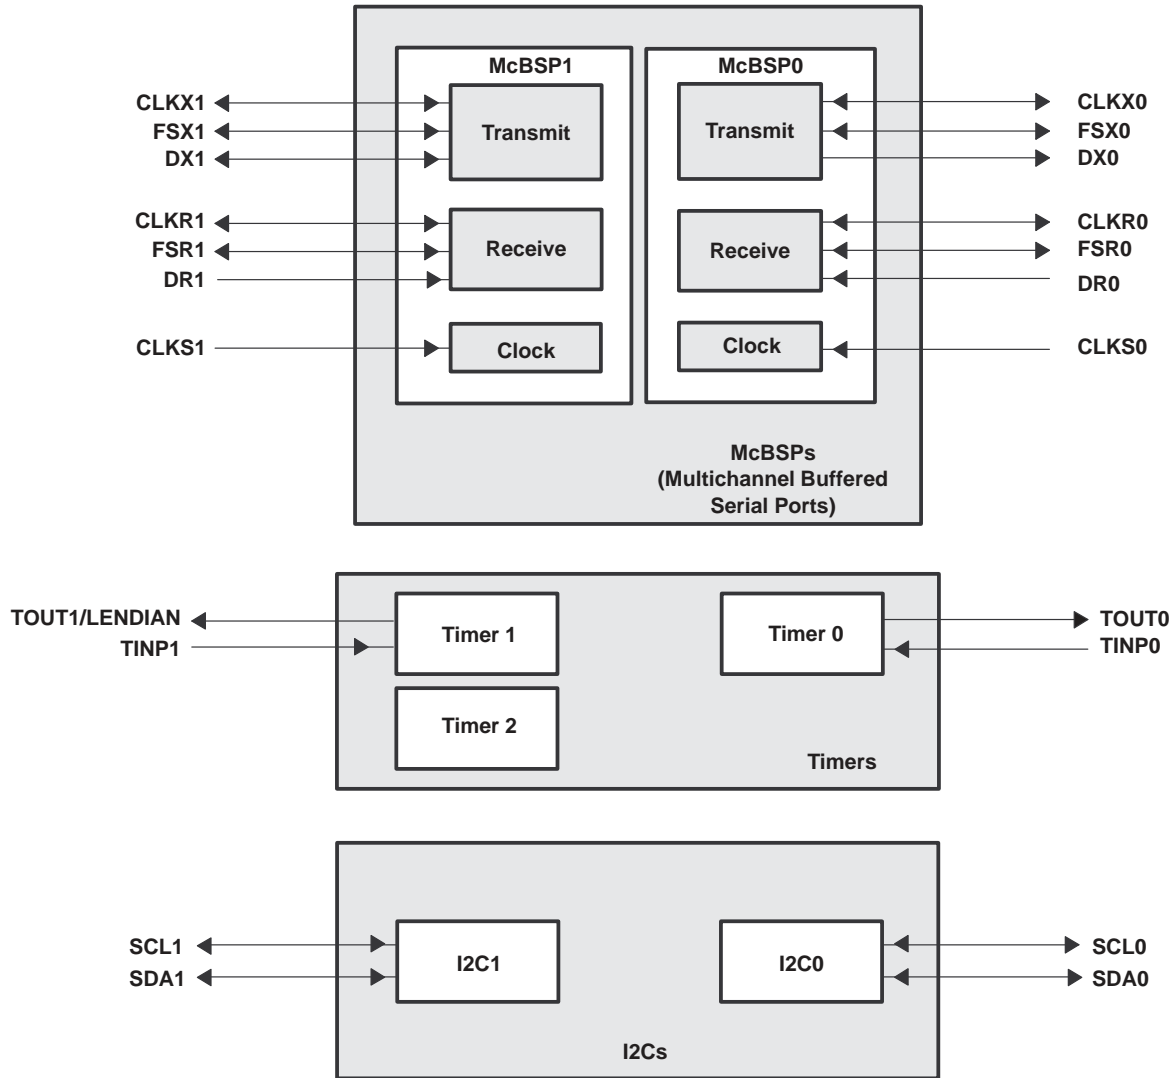 McBSP1
McBSP0
CLKX1
FSX1
DX1
Transmit
Transmit
CLKX0
FSX0
DX0
CLKR1
FSR1
DR1
Receive
Receive
CLKR0
FSR0
DR0
CLKS1
Clock
Clock
CLKS0
McBSPs
(Multichannel Buffered
Serial Ports)
TOUT1/LENDIAN
TINP1
Timer 1
Timer 0
TOUT0
TINP0
Timer 2
Timers
SCL1
SDA1
I2C1
I2C0
SCL0
SDA0
I2Cs